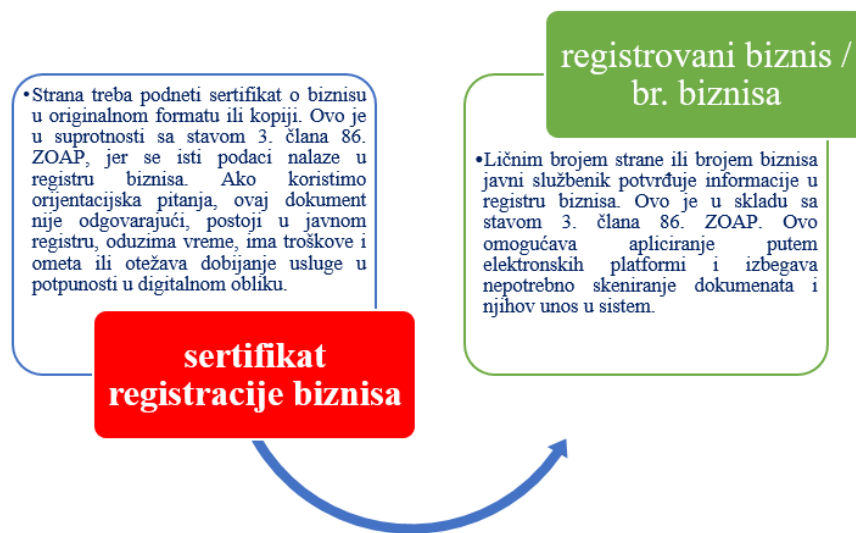 •Strana treba podneti sertifikat o biznisu
u originalnom formatu ili kopiji. Ovo je
u suprotnosti sa stavom 3. člana 86.
ZOAP, jer se isti podaci nalaze u
registru biznisa. Ako koristimo
orijentacijska pitanja, ovaj dokument
nije odgovarajući, postoji u javnom
registru, oduzima vreme, ima troškove i
ometa ili otežava dobijanje usluge u
potpunosti u digitalnom obliku.
sertifikat
registracije biznisa
registrovani biznis /
br. biznisa
•Ličnim brojem strane ili brojem biznisa
javni službenik potvrđuje informacije u
registru biznisa. Ovo je u skladu sa
stavom 3. člana 86. ZOAP. Ovo
omogućava apliciranje putem
elektronskih platformi i izbegava
nepotrebno skeniranje dokumenata i
njihov unos u sistem.